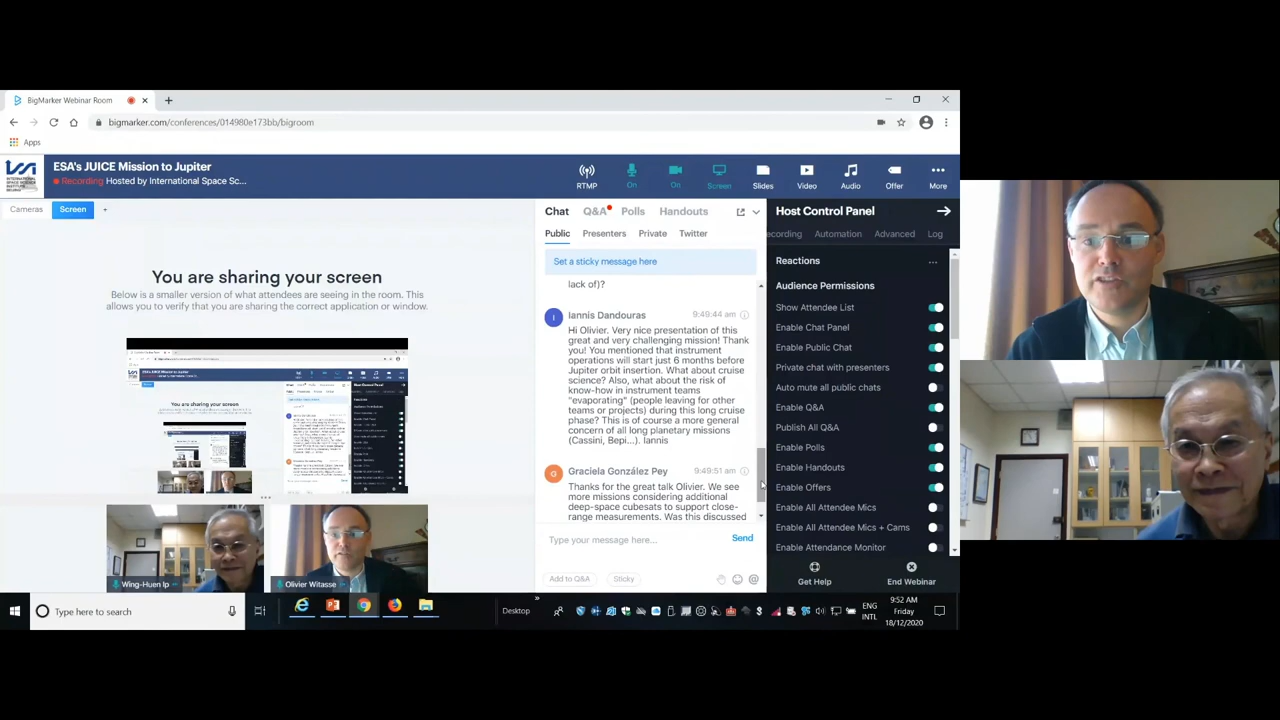 BigMarker Webinar Room
bigmarker.com/conferences/014980e173bb/bigroom
Apps
ESA's JUICE Mission to Jupiter
Recording Hosted by International Space Sc...
RTMP
On
On
Screen
Slides
Video
Audio
Offer
More
Cameras
Screen
+
You are sharing your screen
Below is a smaller version of what attendees are seeing in the room. This
allows you to verify that you are sharing the correct application or window.
Wing-Huen Ip
Olivier Witasse
Chat Q&A Polls Handouts
Public Presenters Private Twitter
Set a sticky message here
lack of)?
Iannis Dandouras 9:49:44 am
Hi Olivier. Very nice presentation of this
great and very challenging mission! Thank
you! You mentioned that instrument
operations will start just 6 months before
Jupiter orbit insertion. What about cruise
science? Also, what about the risk of
know-how in instrument teams
"evaporating" (people leaving for other
teams or projects) during this long cruise
phase? This is of course a more general
concern of all long planetary missions
(Cassini, Bepi...). Iannis
Graciela González Pey 9:49:51 am
Thanks for the great talk Olivier. We see
more missions considering additional
deep-space cubesats to support close-
range measurements. Was this discussed
Type your message here...
Send
Add to Q&A
Sticky
Host Control Panel
ecording Automation Advanced Log
Reactions
Audience Permissions
Show Attendee List
Enable Chat Panel
Enable Public Chat
Private chat with presenters
Auto mute all public chats
Enable Q&A
Publish All Q&A
Enable Polls
Enable Handouts
Enable Offers
Enable All Attendee Mics
Enable All Attendee Mics + Cams
Enable Attendance Monitor
Get Help
End Webinar
Type here to search
Desktop
ENG
INTL
9:52 AM
Friday
18/12/2020